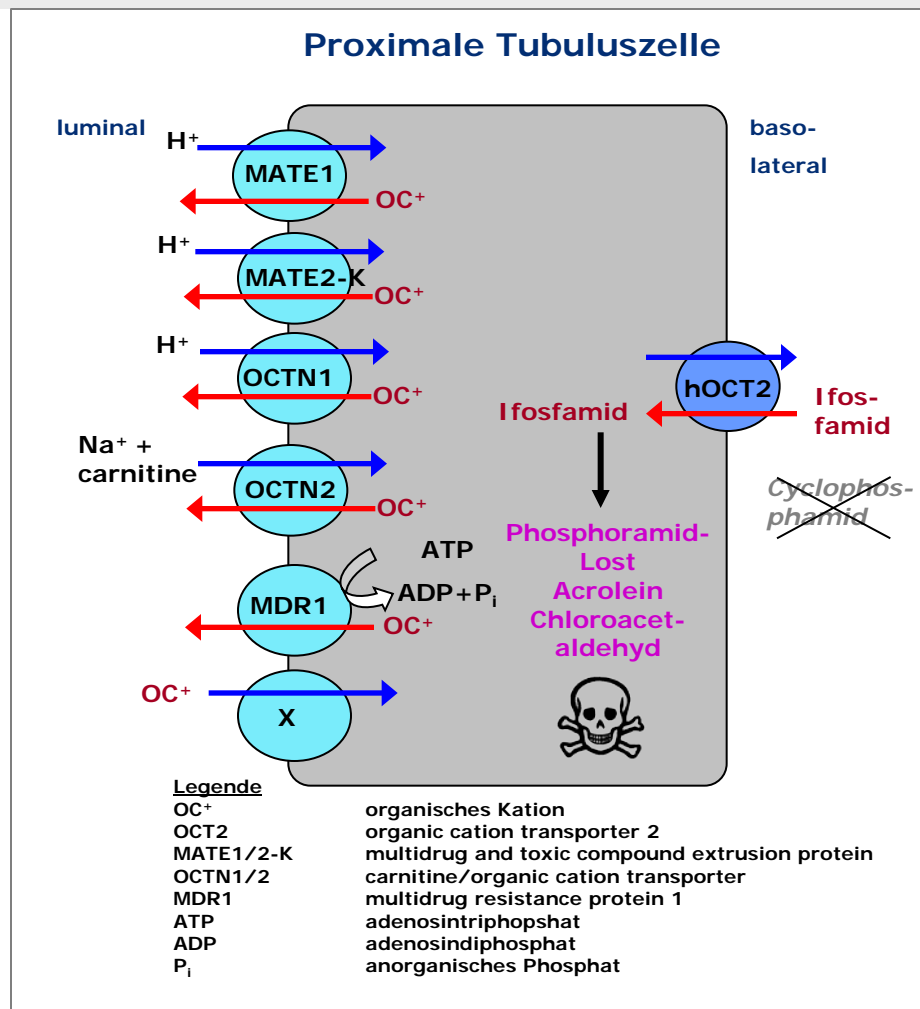 Proximale Tubuluszelle
luminal
baso-
lateral
H⁺
MATE1
OC⁺
H⁺
MATE2-K
OC⁺
H⁺
OCTN1
OC⁺
Na⁺ +
carnitine
OCTN2
OC⁺
ATP
ADP+Pᵢ
MDR1
OC⁺
OC⁺
X
hOCT2
Ifosfamid
Ifos-
famid
Cyclophos-
phamid
Phosphoramid-
Lost
Acrolein
Chloroacet-
aldehyd
Legende
OC⁺ organisches Kation
OCT2 organic cation transporter 2
MATE1/2-K multidrug and toxic compound extrusion protein
OCTN1/2 carnitine/organic cation transporter
MDR1 multidrug resistance protein 1
ATP adenosintriphopshat
ADP adenosindiphosphat
Pᵢ anorganisches Phosphat